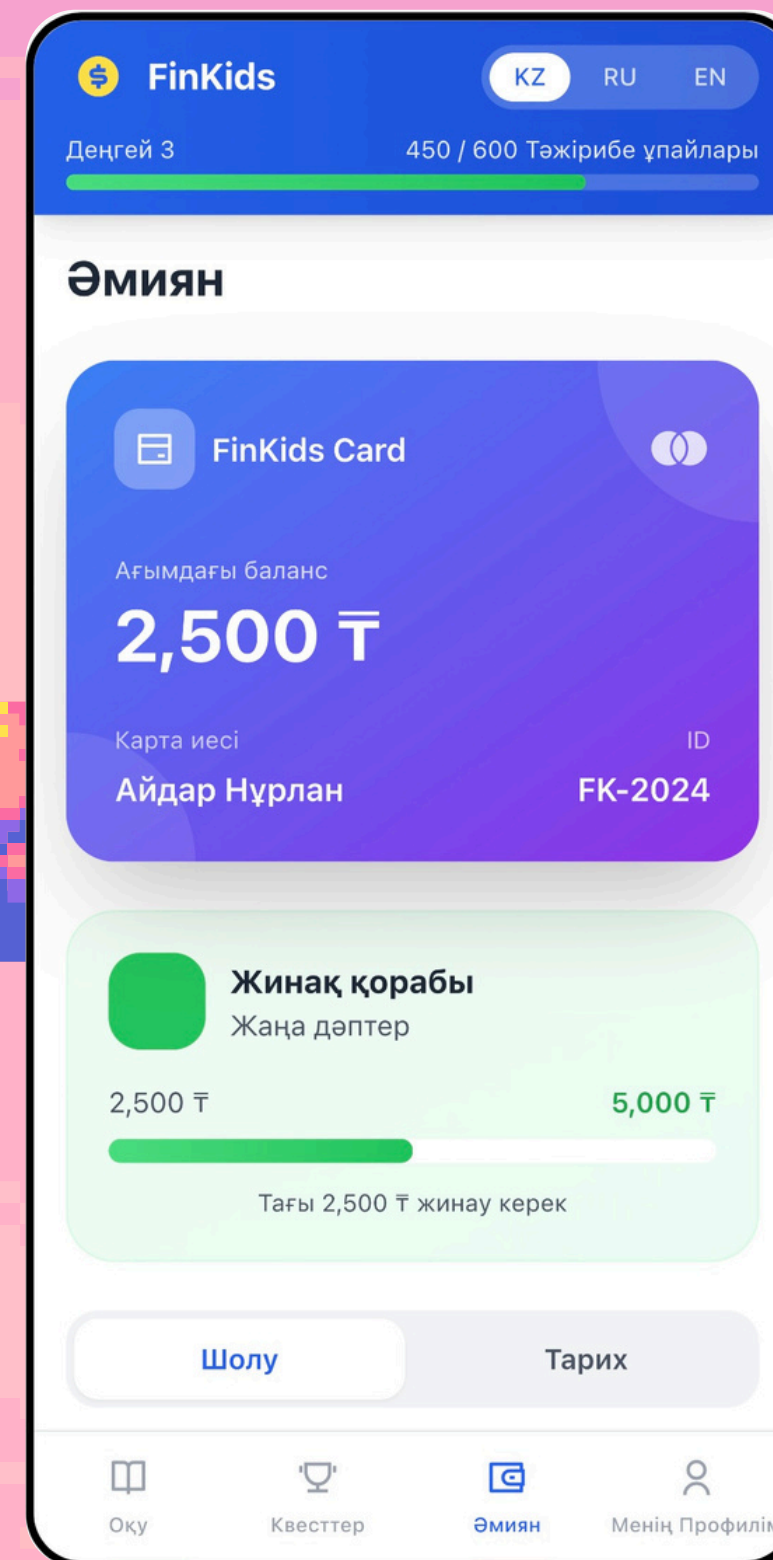 FinKids KZ RU EN
Деңгей 3 450 / 600 Тәжірибе ұпайлары
Әмиян
FinKids Card
Ағымдағы баланс
2,500 ₸
Карта иесі ID
Айдар Нұрлан FK-2024
Жинақ қорабы
Жаңа дәптер
2,500 ₸ 5,000 ₸
Тағы 2,500 ₸ жинау керек
Шолу Тарих
Оқу Квесттер Әмиян Менің Профилім